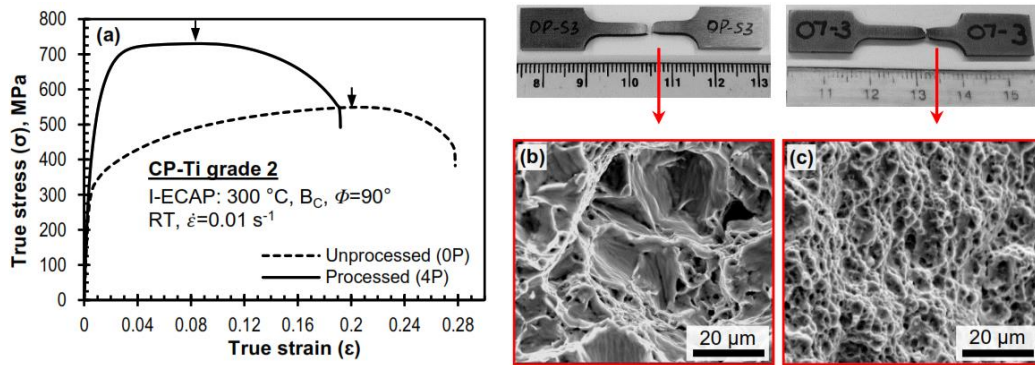 (a)
800
700
600
500
400
300
200
100
0
True stress (σ), MPa
CP-Ti grade 2
I-ECAP: 300 °C, B_C, Φ=90°
RT, ε̇=0.01 s⁻¹
Unprocessed (0P)
Processed (4P)
0 0.04 0.08 0.12 0.16 0.2 0.24 0.28
True strain (ε)
OP-S3 OP-S3
8 9 10 11 12 13
O7-3 O7-3
11 12 13 14 15
(b)
20 µm
(c)
20 µm